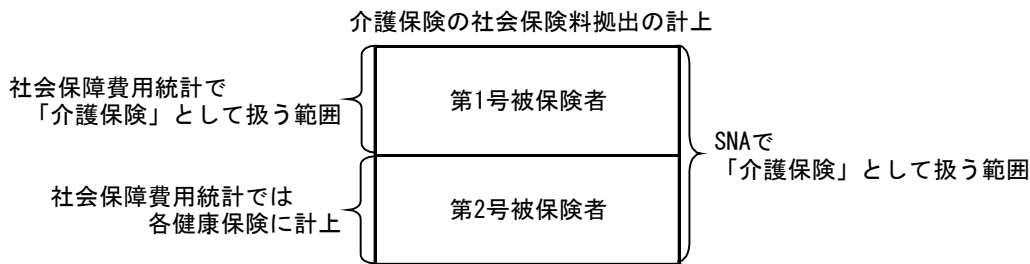 介護保険の社会保険料拠出の計上
社会保障費用統計で
「介護保険」として扱う範囲
第1号被保険者
SNAで
「介護保険」として扱う範囲
社会保障費用統計では
各健康保険に計上
第2号被保険者